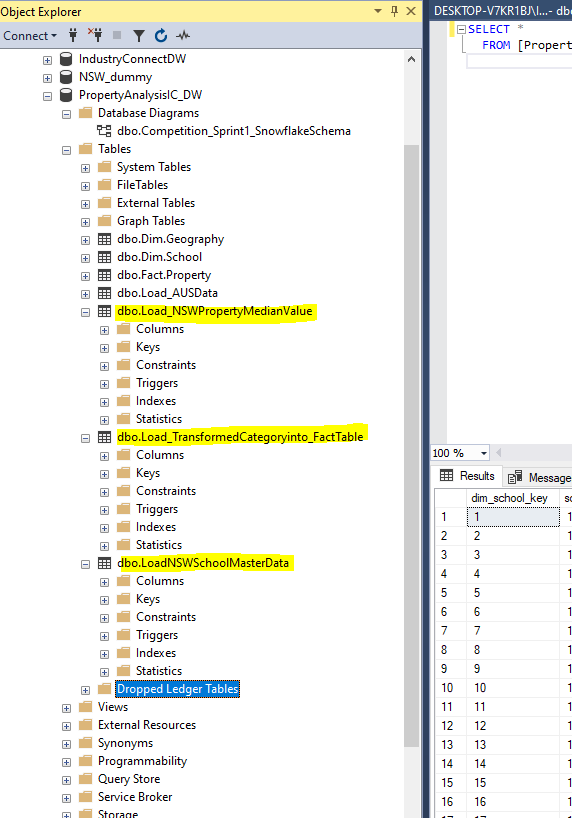 Object Explorer
Connect
IndustryConnectDW
NSW_dummy
PropertyAnalysisIC_DW
Database Diagrams
dbo.Competition_Sprint1_SnowflakeSchema
Tables
System Tables
FileTables
External Tables
Graph Tables
dbo.Dim.Geography
dbo.Dim.School
dbo.Fact.Property
dbo.Load_AUSData
dbo.Load_NSWPropertyMedianValue
Columns
Keys
Constraints
Triggers
Indexes
Statistics
dbo.Load_TransformedCategoryinto_FactTable
Columns
Keys
Constraints
Triggers
Indexes
Statistics
dbo.LoadNSWSchoolMasterData
Columns
Keys
Constraints
Triggers
Indexes
Statistics
Dropped Ledger Tables
Views
External Resources
Synonyms
Programmability
Query Store
Service Broker
Storage
DESKTOP-V7KR1BJ\I...- dbo
SELECT *
FROM [Propert
100 %
Results Message
dim_school_key sc
1 1 1
2 2 1
3 3 1
4 4 1
5 5 1
6 6 1
7 7 1
8 8 1
9 9 1
10 10 1
11 11 1
12 12 1
13 13 1
14 14 1
15 15 1
16 16 1
17 17 1